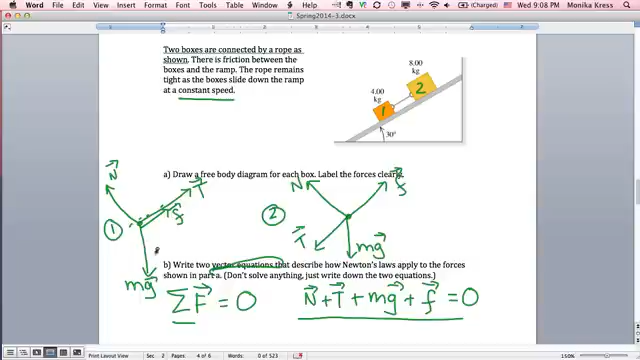 Word File Edit View Insert Format Font Tools Table Window Help
(Charged) Wed 9:08 PM Monika Kress
Spring2014-3.docx
Two boxes are connected by a rope as
shown. There is friction between the
boxes and the ramp. The rope remains
tight as the boxes slide down the ramp
at a constant speed.
8.00
kg
2
4.00
kg
1
30°
a) Draw a free body diagram for each box. Label the forces clearly.
N T f
1
mg
N f
2
T
mg
b) Write two vector equations that describe how Newton's laws apply to the forces
shown in part a. (Don't solve anything, just write down the two equations.)
ΣF⃗ = 0
N⃗ + T⃗ + mg⃗ + f⃗ = 0
Print Layout View Sec 2 Pages: 4 of 6 Words: 0 of 523 150%